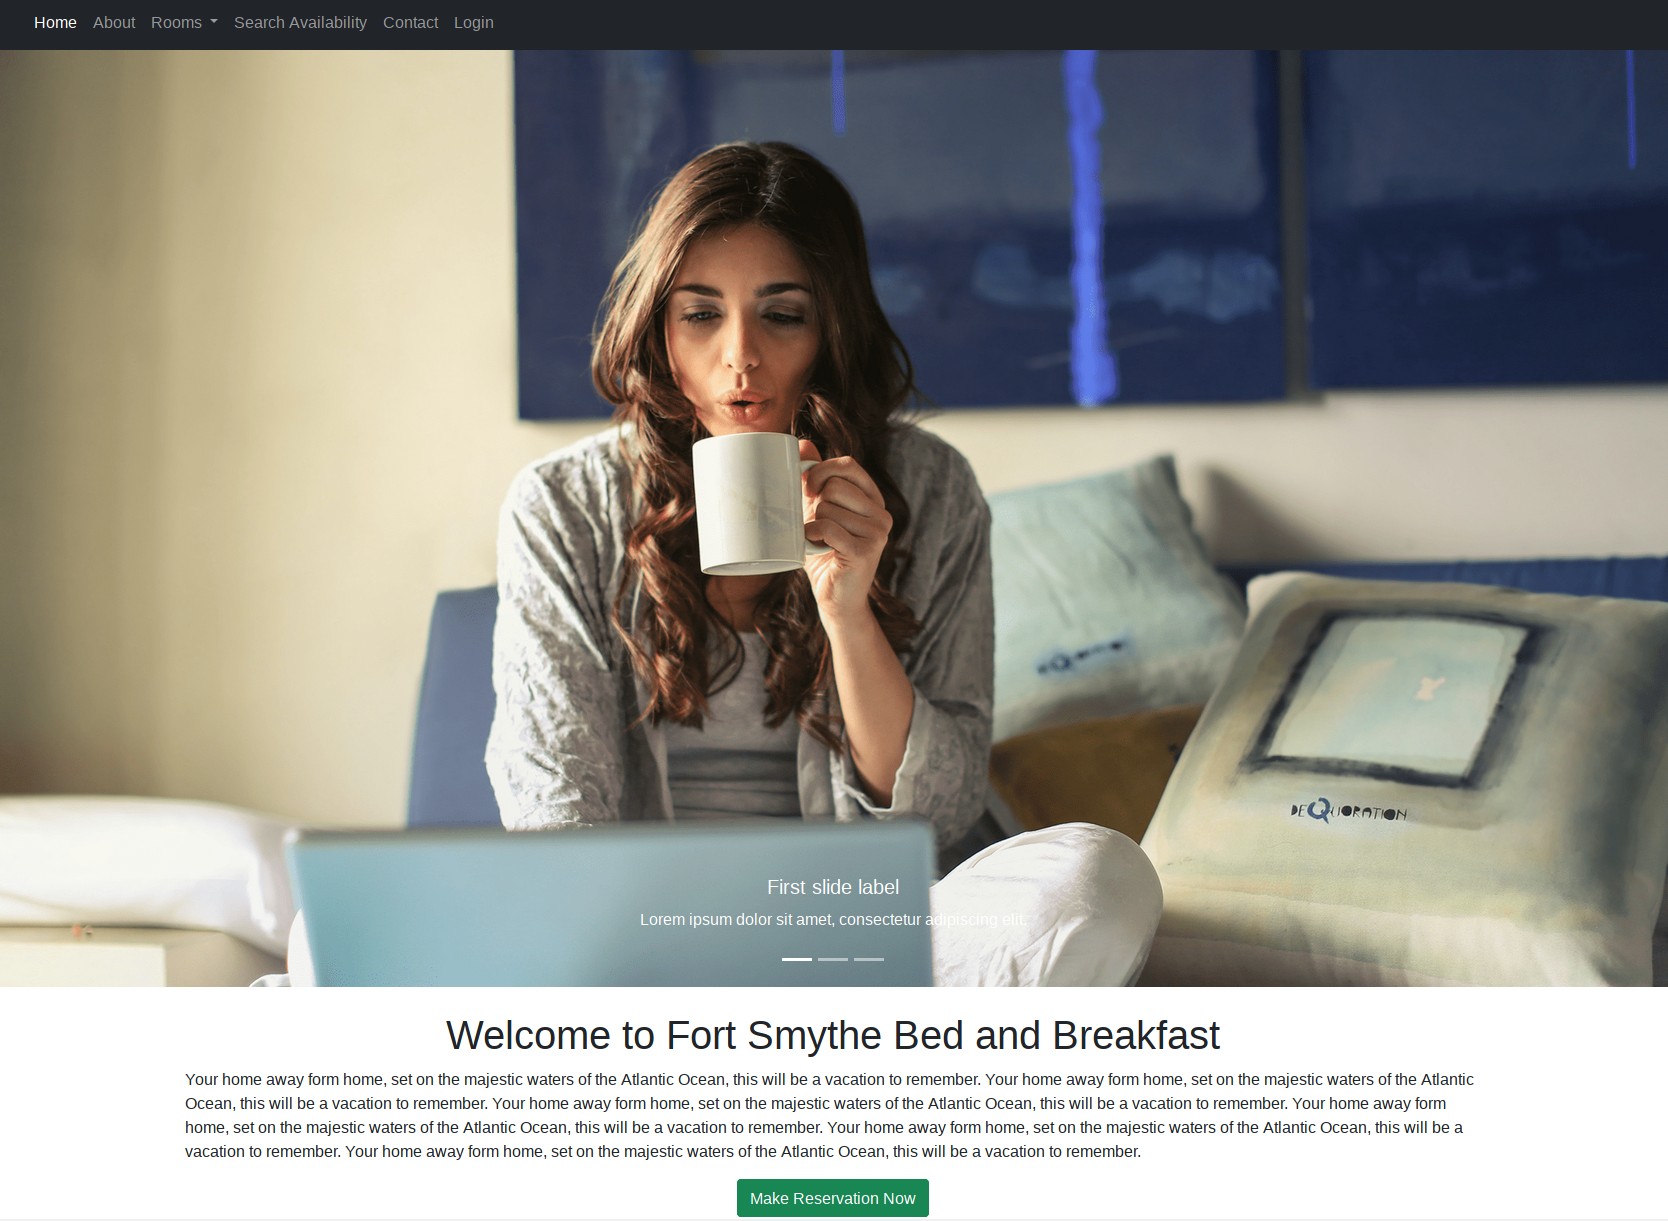 Home About Rooms Search Availability Contact Login
DEQUORATION
First slide label
Lorem ipsum dolor sit amet, consectetur adipiscing elit.
Welcome to Fort Smythe Bed and Breakfast
Your home away form home, set on the majestic waters of the Atlantic Ocean, this will be a vacation to remember. Your home away form home, set on the majestic waters of the Atlantic
Ocean, this will be a vacation to remember. Your home away form home, set on the majestic waters of the Atlantic Ocean, this will be a vacation to remember. Your home away form
home, set on the majestic waters of the Atlantic Ocean, this will be a vacation to remember. Your home away form home, set on the majestic waters of the Atlantic Ocean, this will be a
vacation to remember. Your home away form home, set on the majestic waters of the Atlantic Ocean, this will be a vacation to remember.
Make Reservation Now